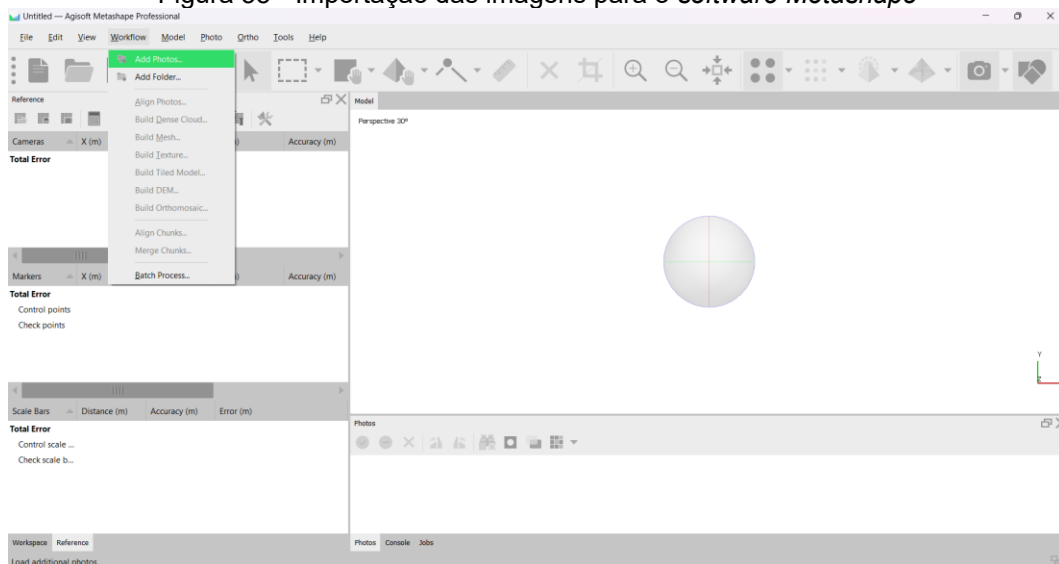 Figura 36 - Importação das imagens para o software Metashape
Untitled — Agisoft Metashape Professional
File Edit View Workflow Model Photo Ortho Tools Help
Add Photos...
Add Folder...
Align Photos...
Build Dense Cloud...
Build Mesh...
Build Texture...
Build Tiled Model...
Build DEM...
Build Orthomosaic...
Align Chunks...
Merge Chunks...
Batch Process...
Reference
Cameras X (m) Accuracy (m)
Total Error
Markers X (m) Accuracy (m)
Total Error
Control points
Check points
Scale Bars Distance (m) Accuracy (m) Error (m)
Total Error
Control scale ...
Check scale b...
Workspace Reference
Load additional photos
Model
Perspective 30°
Y
Z
Photos
Photos Console Jobs